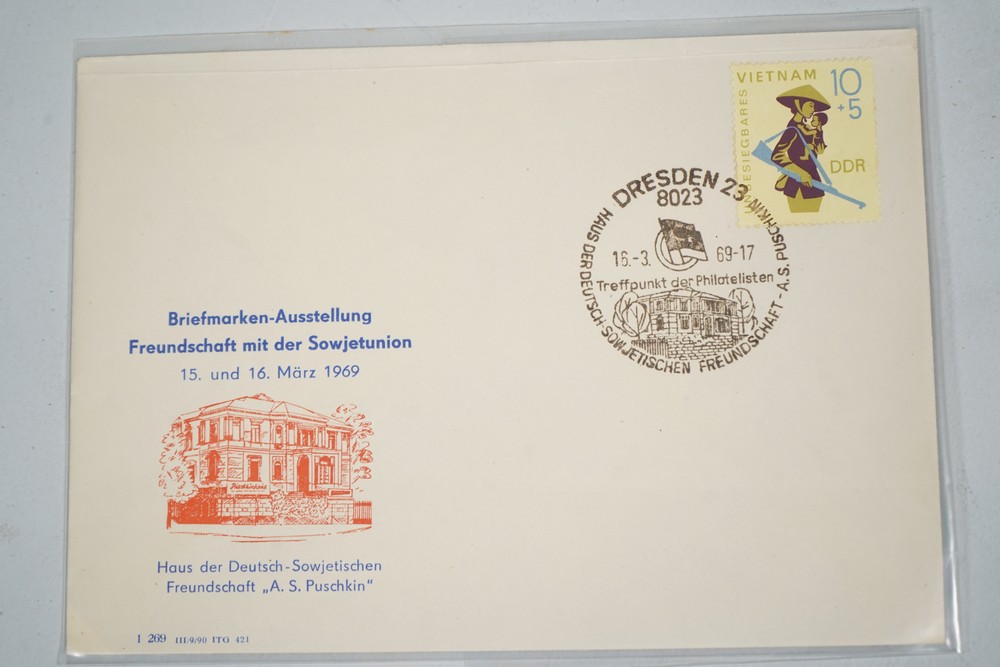 VIETNAM
10
+5
UNBESIEGBARES
DDR
DRESDEN 23
8023
HAUS DER DEUTSCH-SOWJETISCHEN FREUNDSCHAFT - A.S. PUSCHKIN
16.-3. 69-17
Treffpunkt der Philatelisten
Briefmarken-Ausstellung
Freundschaft mit der Sowjetunion
15. und 16. März 1969
Haus der Deutsch-Sowjetischen
Freundschaft „A. S. Puschkin“
I 269 III/9/90 ITG 421